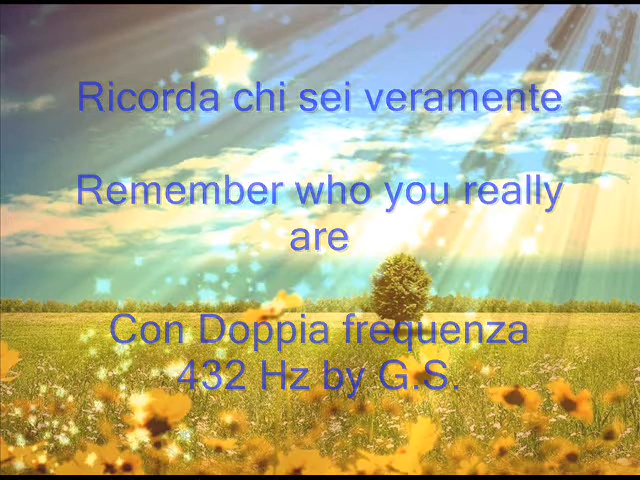 Ricorda chi sei veramente
Remember who you really
are
Con Doppia frequenza
432 Hz by G.S.